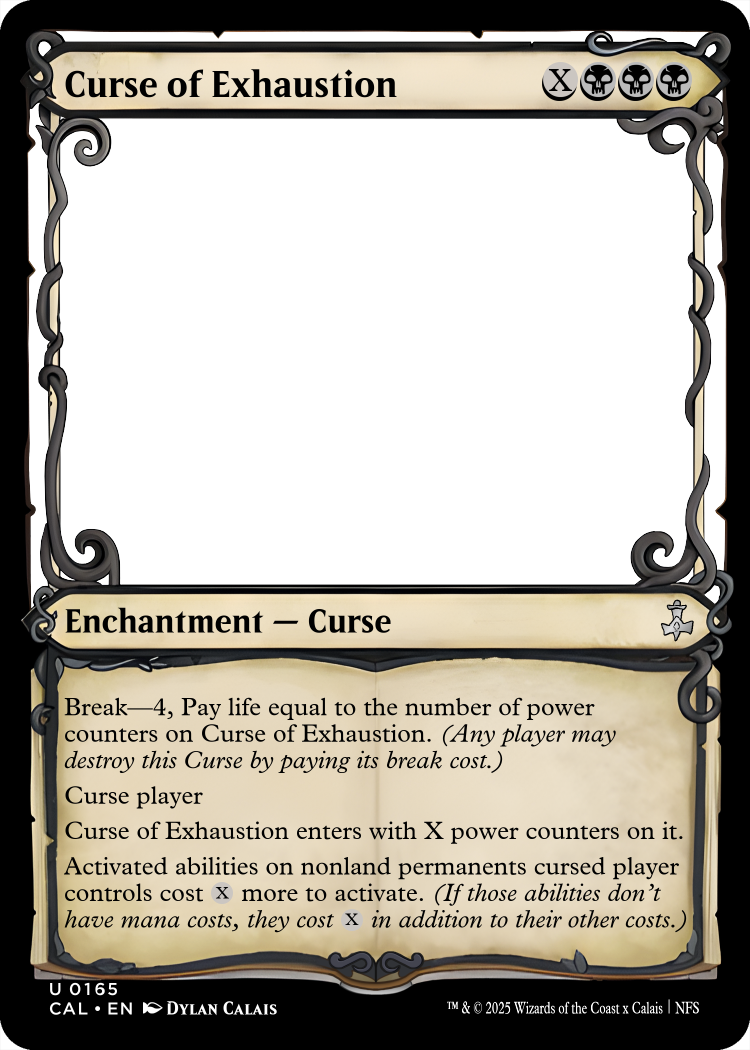 Curse of Exhaustion X
Enchantment — Curse
Break—4, Pay life equal to the number of power
counters on Curse of Exhaustion. (Any player may
destroy this Curse by paying its break cost.)
Curse player
Curse of Exhaustion enters with X power counters on it.
Activated abilities on nonland permanents cursed player
controls cost X more to activate. (If those abilities don't
have mana costs, they cost X in addition to their other costs.)
U 0165
CAL • EN DYLAN CALAIS ™ & © 2025 Wizards of the Coast x Calais | NFS